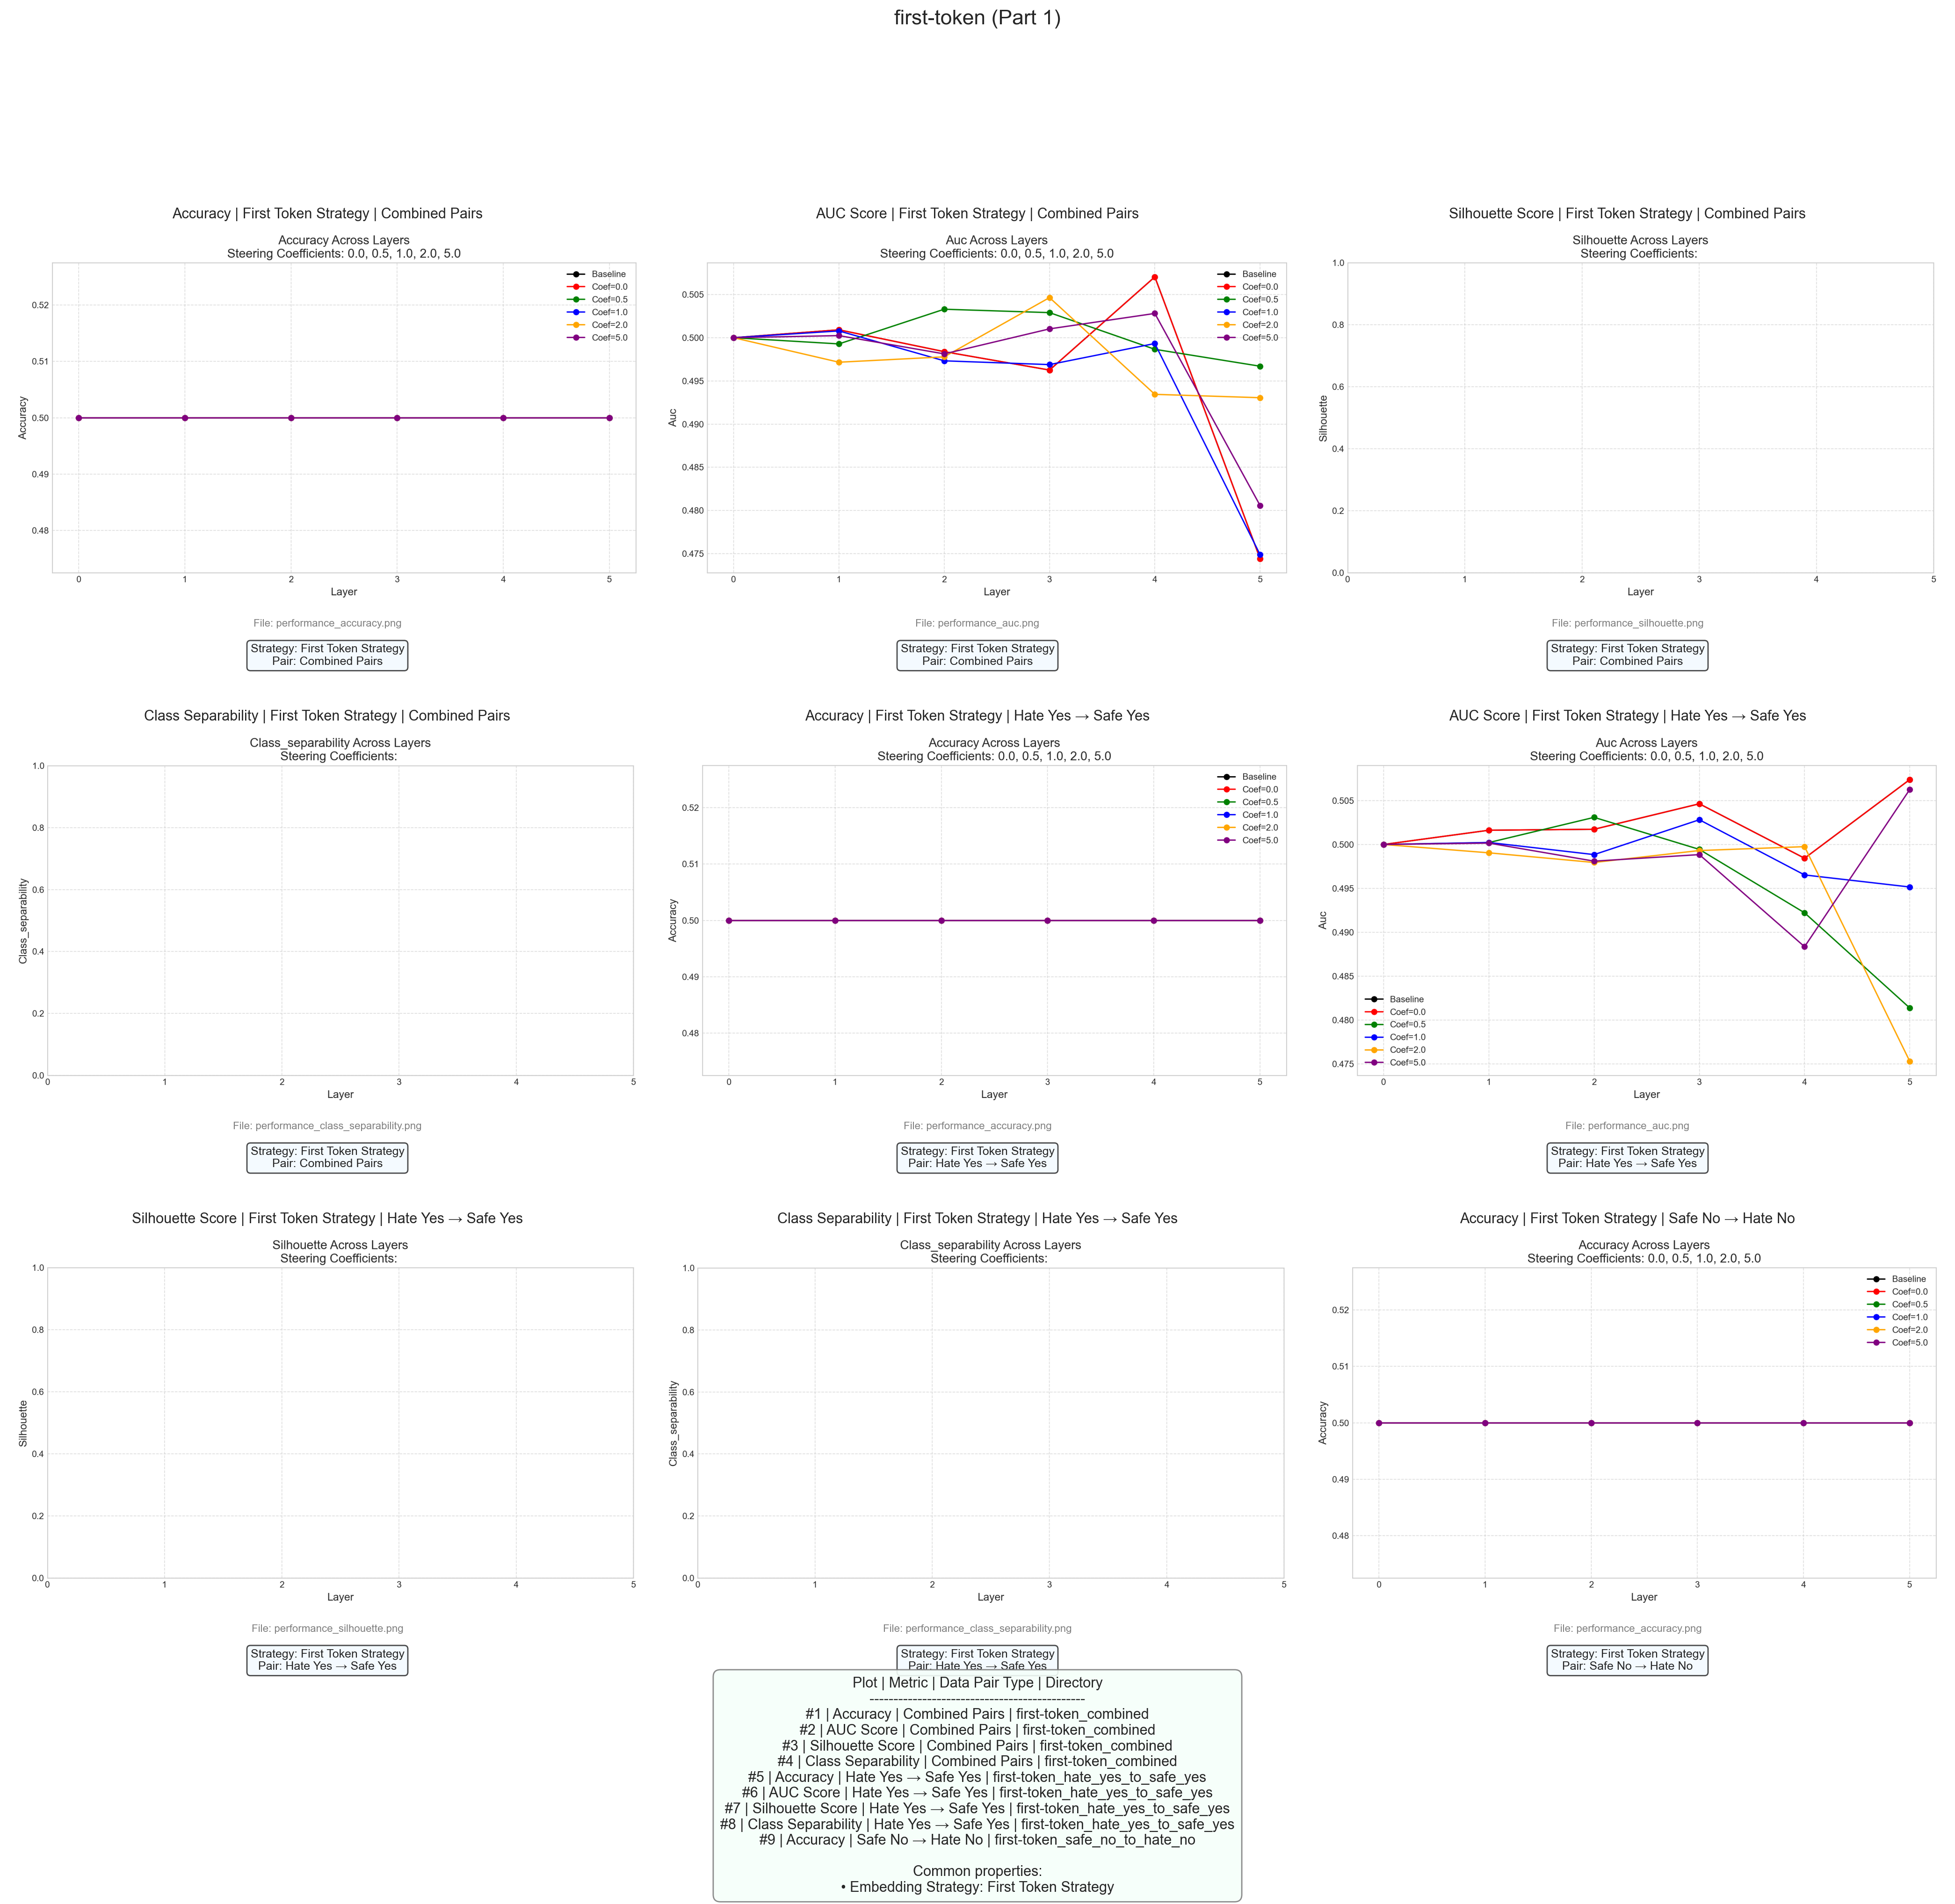 first-token (Part 1)
Accuracy | First Token Strategy | Combined Pairs
Accuracy Across Layers
Steering Coefficients: 0.0, 0.5, 1.0, 2.0, 5.0
Baseline
Coef=0.0
Coef=0.5
Coef=1.0
Coef=2.0
Coef=5.0
0.52
0.51
0.50
0.49
0.48
Accuracy
0 1 2 3 4 5
Layer
File: performance_accuracy.png
Strategy: First Token Strategy
Pair: Combined Pairs
AUC Score | First Token Strategy | Combined Pairs
Auc Across Layers
Steering Coefficients: 0.0, 0.5, 1.0, 2.0, 5.0
Baseline
Coef=0.0
Coef=0.5
Coef=1.0
Coef=2.0
Coef=5.0
0.505
0.500
0.495
0.490
0.485
0.480
0.475
Auc
0 1 2 3 4 5
Layer
File: performance_auc.png
Strategy: First Token Strategy
Pair: Combined Pairs
Silhouette Score | First Token Strategy | Combined Pairs
Silhouette Across Layers
Steering Coefficients:
1.0
0.8
0.6
0.4
0.2
0.0
Silhouette
0 1 2 3 4 5
Layer
File: performance_silhouette.png
Strategy: First Token Strategy
Pair: Combined Pairs
Class Separability | First Token Strategy | Combined Pairs
Class_separability Across Layers
Steering Coefficients:
1.0
0.8
0.6
0.4
0.2
0.0
Class_separability
0 1 2 3 4 5
Layer
File: performance_class_separability.png
Strategy: First Token Strategy
Pair: Combined Pairs
Accuracy | First Token Strategy | Hate Yes → Safe Yes
Accuracy Across Layers
Steering Coefficients: 0.0, 0.5, 1.0, 2.0, 5.0
Baseline
Coef=0.0
Coef=0.5
Coef=1.0
Coef=2.0
Coef=5.0
0.52
0.51
0.50
0.49
0.48
Accuracy
0 1 2 3 4 5
Layer
File: performance_accuracy.png
Strategy: First Token Strategy
Pair: Hate Yes → Safe Yes
AUC Score | First Token Strategy | Hate Yes → Safe Yes
Auc Across Layers
Steering Coefficients: 0.0, 0.5, 1.0, 2.0, 5.0
0.505
0.500
0.495
0.490
0.485
0.480
0.475
Auc
Baseline
Coef=0.0
Coef=0.5
Coef=1.0
Coef=2.0
Coef=5.0
0 1 2 3 4 5
Layer
File: performance_auc.png
Strategy: First Token Strategy
Pair: Hate Yes → Safe Yes
Silhouette Score | First Token Strategy | Hate Yes → Safe Yes
Silhouette Across Layers
Steering Coefficients:
1.0
0.8
0.6
0.4
0.2
0.0
Silhouette
0 1 2 3 4 5
Layer
File: performance_silhouette.png
Strategy: First Token Strategy
Pair: Hate Yes → Safe Yes
Class Separability | First Token Strategy | Hate Yes → Safe Yes
Class_separability Across Layers
Steering Coefficients:
1.0
0.8
0.6
0.4
0.2
0.0
Class_separability
0 1 2 3 4 5
Layer
File: performance_class_separability.png
Strategy: First Token Strategy
Pair: Hate Yes → Safe Yes
Accuracy | First Token Strategy | Safe No → Hate No
Accuracy Across Layers
Steering Coefficients: 0.0, 0.5, 1.0, 2.0, 5.0
Baseline
Coef=0.0
Coef=0.5
Coef=1.0
Coef=2.0
Coef=5.0
0.52
0.51
0.50
0.49
0.48
Accuracy
0 1 2 3 4 5
Layer
File: performance_accuracy.png
Strategy: First Token Strategy
Pair: Safe No → Hate No
Plot | Metric | Data Pair Type | Directory
---------------------------------------------
#1 | Accuracy | Combined Pairs | first-token_combined
#2 | AUC Score | Combined Pairs | first-token_combined
#3 | Silhouette Score | Combined Pairs | first-token_combined
#4 | Class Separability | Combined Pairs | first-token_combined
#5 | Accuracy | Hate Yes → Safe Yes | first-token_hate_yes_to_safe_yes
#6 | AUC Score | Hate Yes → Safe Yes | first-token_hate_yes_to_safe_yes
#7 | Silhouette Score | Hate Yes → Safe Yes | first-token_hate_yes_to_safe_yes
#8 | Class Separability | Hate Yes → Safe Yes | first-token_hate_yes_to_safe_yes
#9 | Accuracy | Safe No → Hate No | first-token_safe_no_to_hate_no
Common properties:
• Embedding Strategy: First Token Strategy